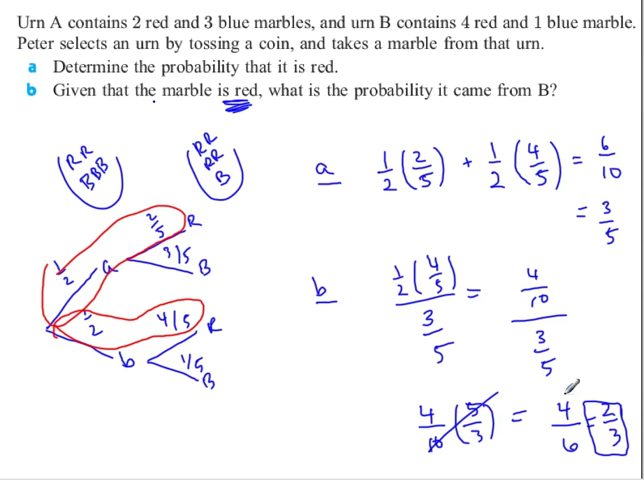 Urn A contains 2 red and 3 blue marbles, and urn B contains 4 red and 1 blue marble.
Peter selects an urn by tossing a coin, and takes a marble from that urn.
a Determine the probability that it is red.
b Given that the marble is red, what is the probability it came from B?
RR
BBB
RR
RR
B
a 1/2 (2/5) + 1/2 (4/5) = 6/10
= 3/5
1/2 a 2/5 R
3/5 B
1/2 b 4/5 R
1/5 B
b 1/2 (4/5) / 3/5 = 4/10 / 3/5
4/10 (5/3) = 4/6 = 2/3